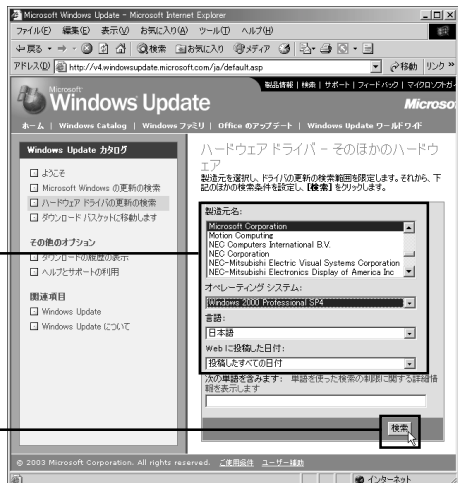 Microsoft Windows Update - Microsoft Internet Explorer
ファイル(F) 編集(E) 表示(V) お気に入り(A) ツール(T) ヘルプ(H)
戻る 検索 お気に入り メディア
アドレス(D) http://v4.windowsupdate.microsoft.com/ja/default.asp 移動 リンク »
製品情報 | 検索 | サポート | フィードバック | マイクロソフトガ
Microsoft
Windows Update
Microso
ホーム | Windows Catalog | Windows ファミリ | Office のアップデート | Windows Update ワールドワイド
Windows Update カタログ
ようこそ
Microsoft Windows の更新の検索
ハードウェア ドライバの更新の検索
ダウンロード バスケットに移動します
その他のオプション
ダウンロードの履歴の表示
ヘルプとサポートの利用
関連項目
Windows Update
Windows Update について
ハードウェア ドライバ - そのほかのハードウ
ェア
製造元を選択し、ドライバの更新の検索範囲を限定します。それから、下
記のほかの検索条件を設定し、[検索] をクリックします。
製造元名:
Microsoft Corporation
Motion Computing
NEC Computers International B.V.
NEC Corporation
NEC-Mitsubishi Electric Visual Systems Corporation
NEC-Mitsubishi Electronics Display of America Inc
オペレーティング システム:
Windows 2000 Professional SP4
言語:
日本語
Web に投稿した日付:
投稿したすべての日付
次の単語を含みます: 単語を使った検索の制限に関する詳細情
報を表示します
検索
© 2003 Microsoft Corporation. All rights reserved. ご使用条件 ユーザー補助
インターネット